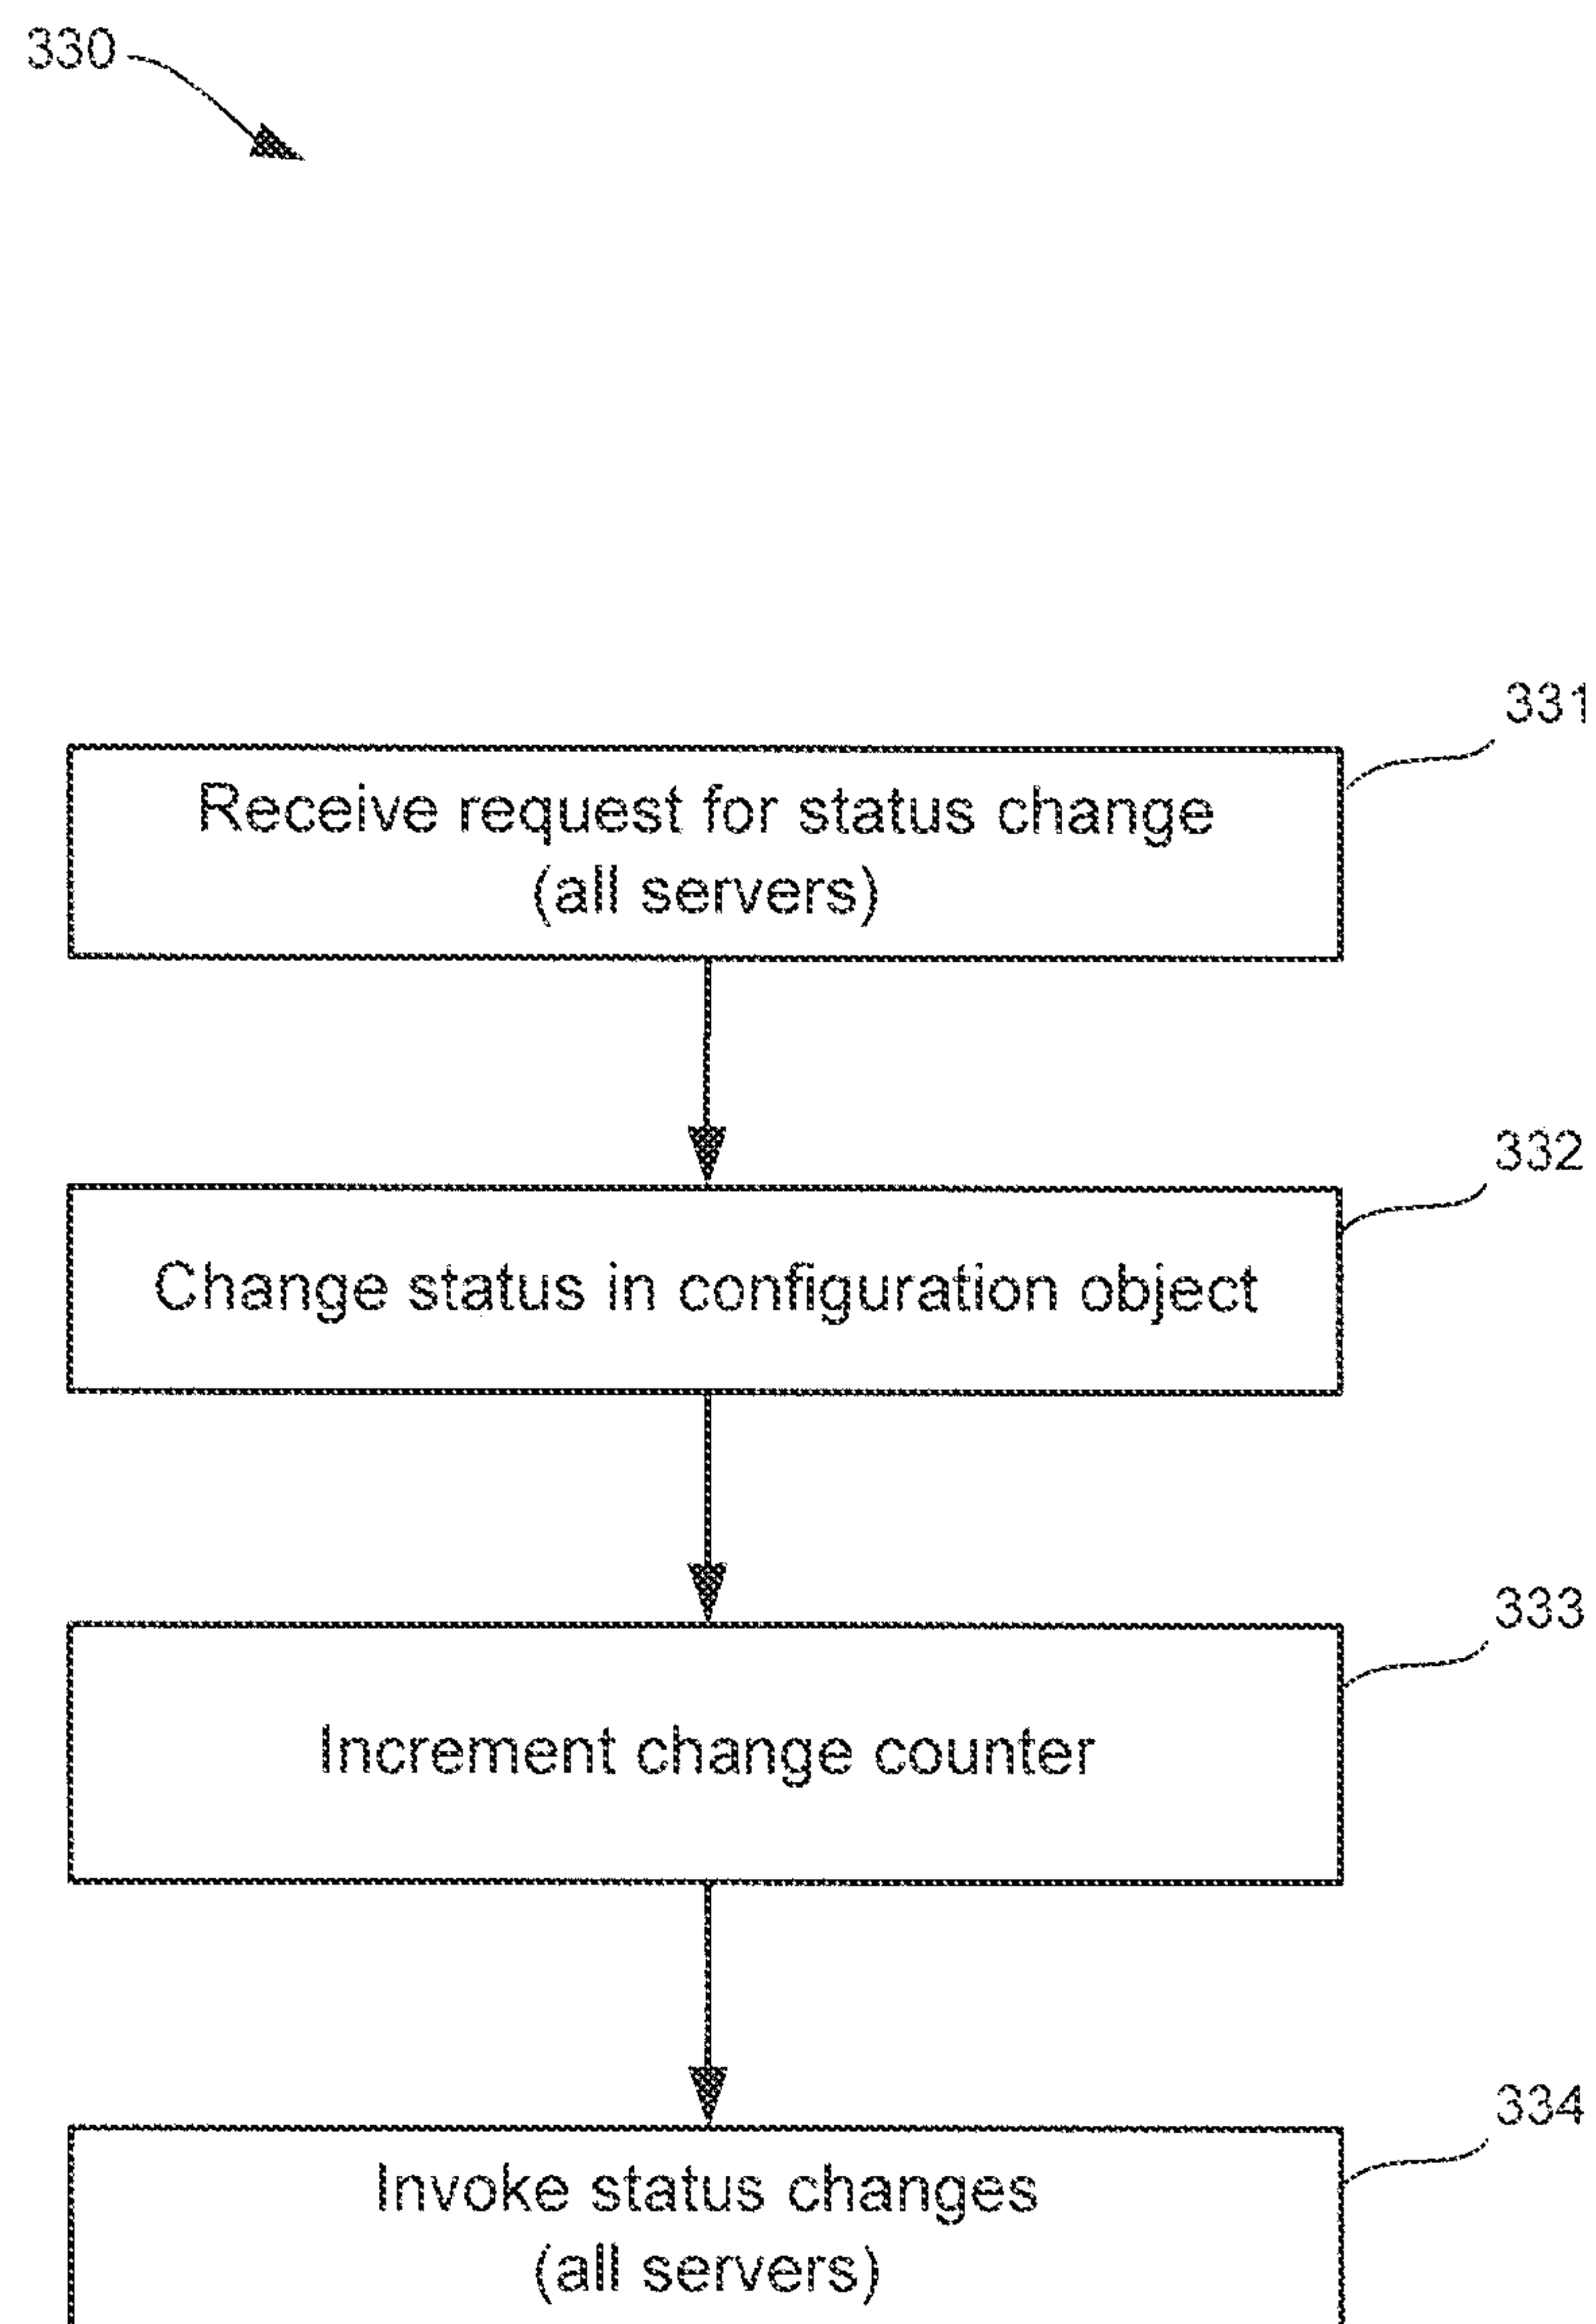 330
331
Receive request for status change
(all servers)
332
Change status in configuration object
333
Increment change counter
334
Invoke status changes
(all servers)